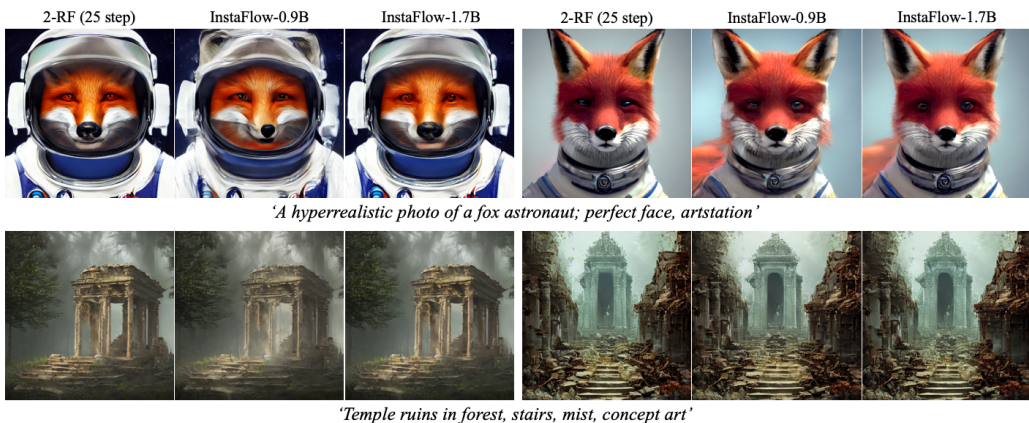 2-RF (25 step) InstaFlow-0.9B InstaFlow-1.7B 2-RF (25 step) InstaFlow-0.9B InstaFlow-1.7B
‘A hyperrealistic photo of a fox astronaut; perfect face, artstation’
‘Temple ruins in forest, stairs, mist, concept art’